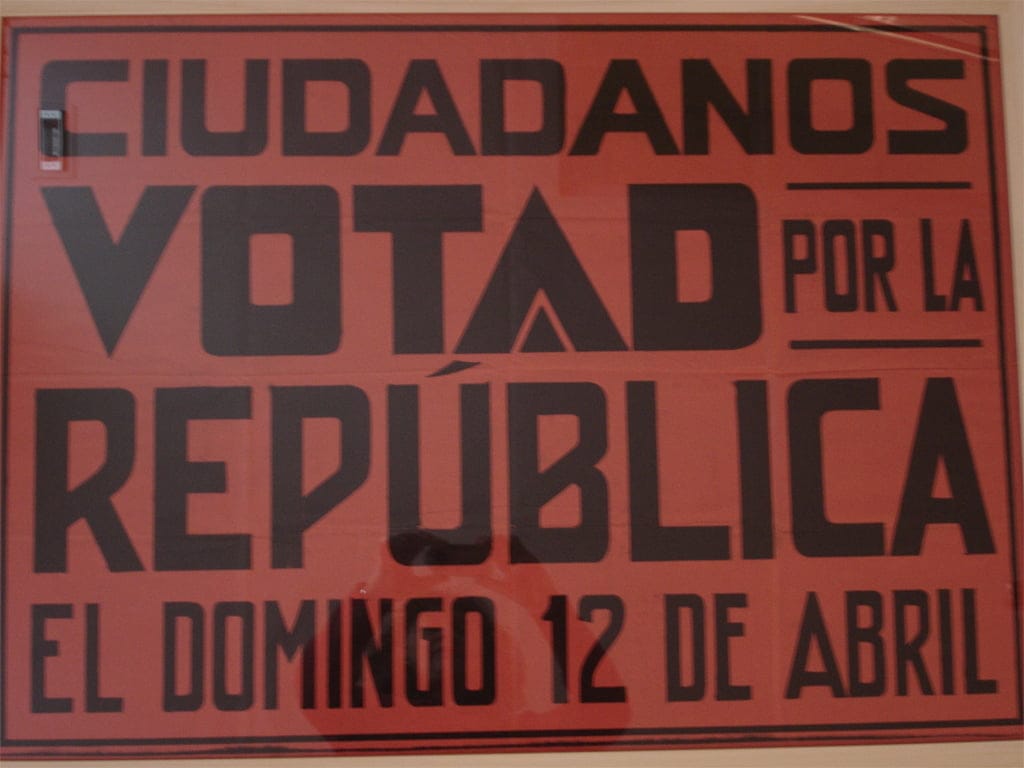 CIUDADANOS
VOTAD POR LA
REPÚBLICA
EL DOMINGO 12 DE ABRIL